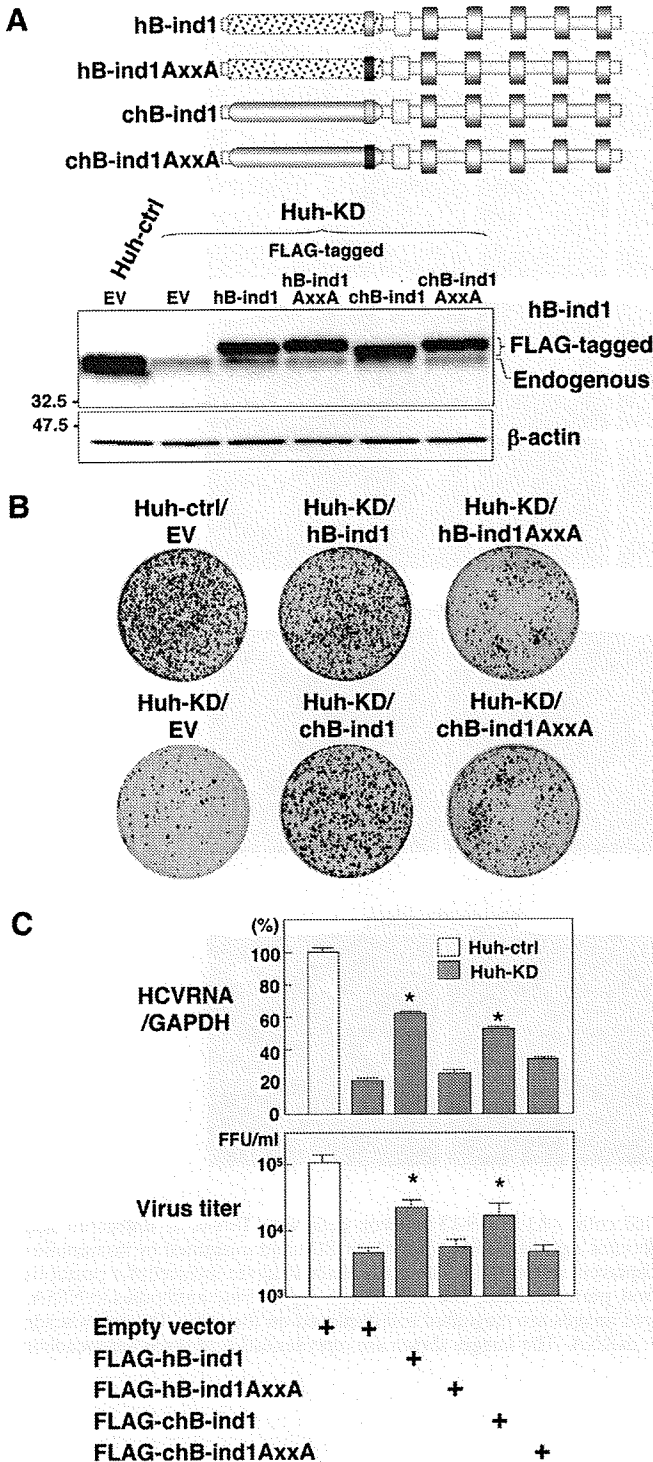 A
hB-ind1
hB-ind1AxxA
chB-ind1
chB-ind1AxxA
Huh-ctrl
Huh-KD
FLAG-tagged
EV EV hB-ind1 hB-ind1 AxxA chB-ind1 chB-ind1 AxxA
hB-ind1
FLAG-tagged
Endogenous
32.5
47.5
β-actin
B
Huh-ctrl/ EV
Huh-KD/ hB-ind1
Huh-KD/ hB-ind1AxxA
Huh-KD/ EV
Huh-KD/ chB-ind1
Huh-KD/ chB-ind1AxxA
C
(%)
100
80
60
40
20
0
HCVRNA
/GAPDH
Huh-ctrl
Huh-KD
* *
FFU/ml
10⁵
10⁴
10³
Virus titer
* *
Empty vector + +
FLAG-hB-ind1 +
FLAG-hB-ind1AxxA +
FLAG-chB-ind1 +
FLAG-chB-ind1AxxA +